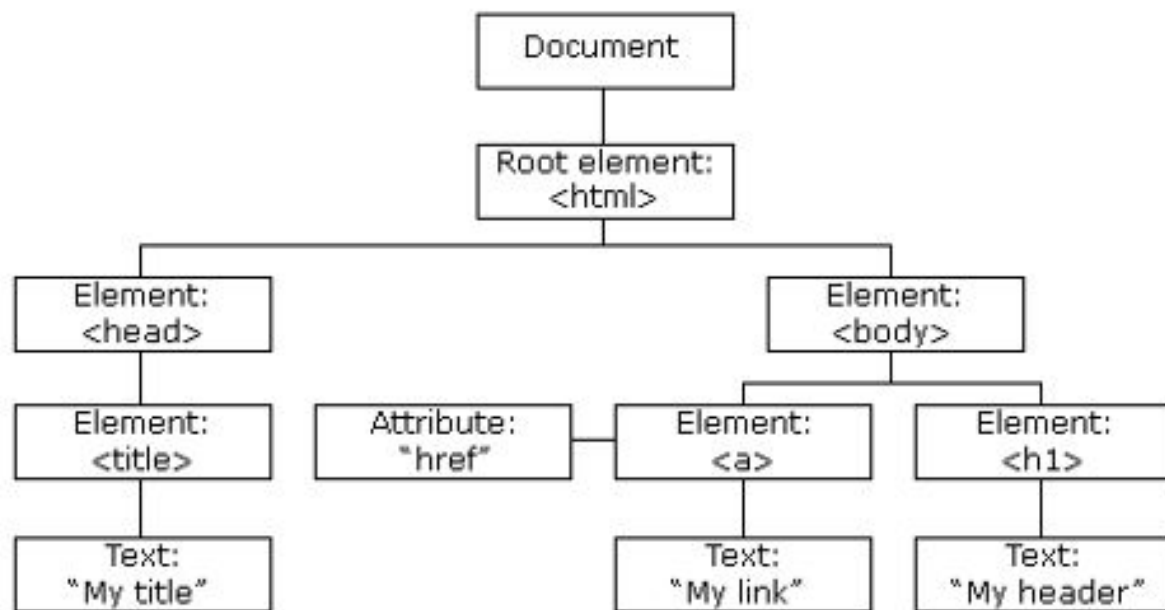 Document
Root element:
<html>
Element:
<head>
Element:
<body>
Element:
<title>
Attribute:
“href”
Element:
<a>
Element:
<h1>
Text:
“My title”
Text:
“My link”
Text:
“My header”